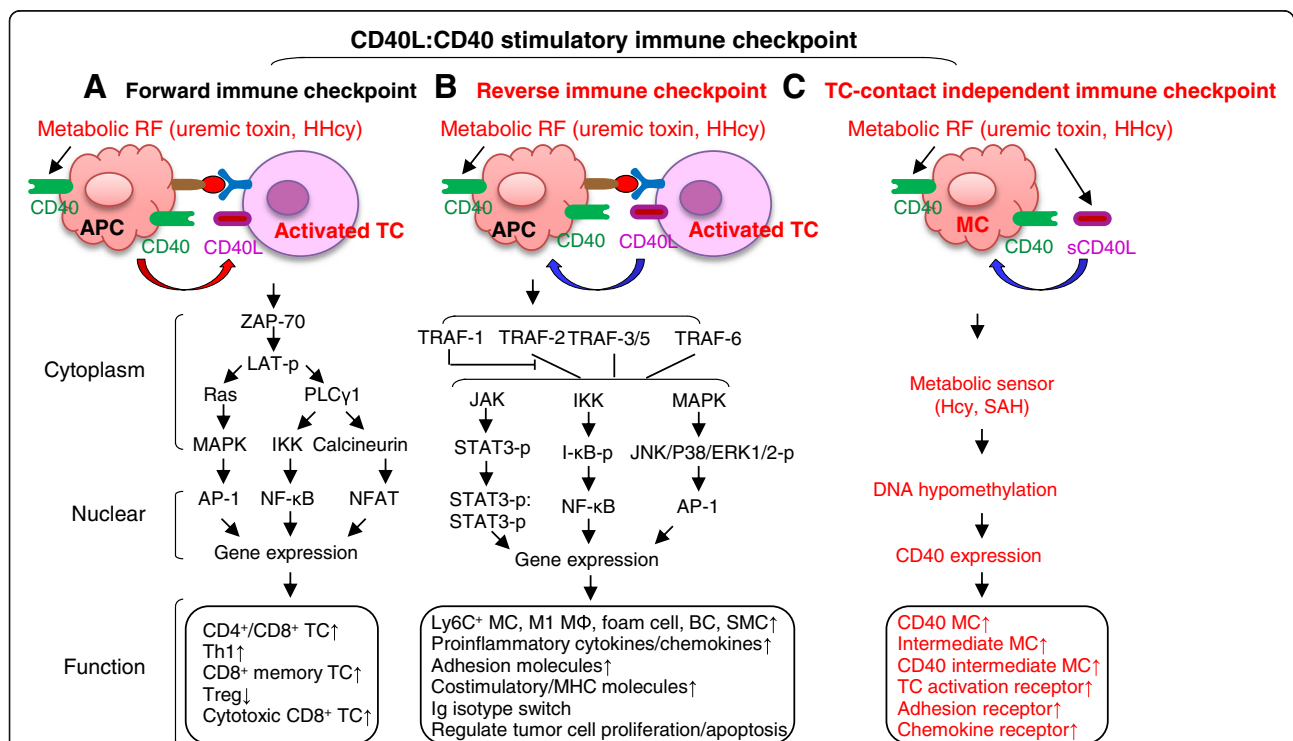 CD40L:CD40 stimulatory immune checkpoint
A Forward immune checkpoint
Metabolic RF (uremic toxin, HHcy)
CD40
APC
CD40
CD40L
Activated TC
ZAP-70
LAT-p
Ras
PLCγ1
MAPK
IKK
Calcineurin
AP-1
NF-κB
NFAT
Gene expression
Cytoplasm
Nuclear
Function
CD4⁺/CD8⁺ TC↑
Th1↑
CD8⁺ memory TC↑
Treg↓
Cytotoxic CD8⁺ TC↑
B Reverse immune checkpoint
Metabolic RF (uremic toxin, HHcy)
CD40
APC
CD40
CD40L
Activated TC
TRAF-1
TRAF-2
TRAF-3/5
TRAF-6
JAK
IKK
MAPK
STAT3-p
I-κB-p
JNK/P38/ERK1/2-p
STAT3-p:
STAT3-p
NF-κB
AP-1
Gene expression
Ly6C⁺ MC, M1 MΦ, foam cell, BC, SMC↑
Proinflammatory cytokines/chemokines↑
Adhesion molecules↑
Costimulatory/MHC molecules↑
Ig isotype switch
Regulate tumor cell proliferation/apoptosis
C TC-contact independent immune checkpoint
Metabolic RF (uremic toxin, HHcy)
CD40
MC
CD40
sCD40L
Metabolic sensor
(Hcy, SAH)
DNA hypomethylation
CD40 expression
CD40 MC↑
Intermediate MC↑
CD40 intermediate MC↑
TC activation receptor↑
Adhesion receptor↑
Chemokine receptor↑